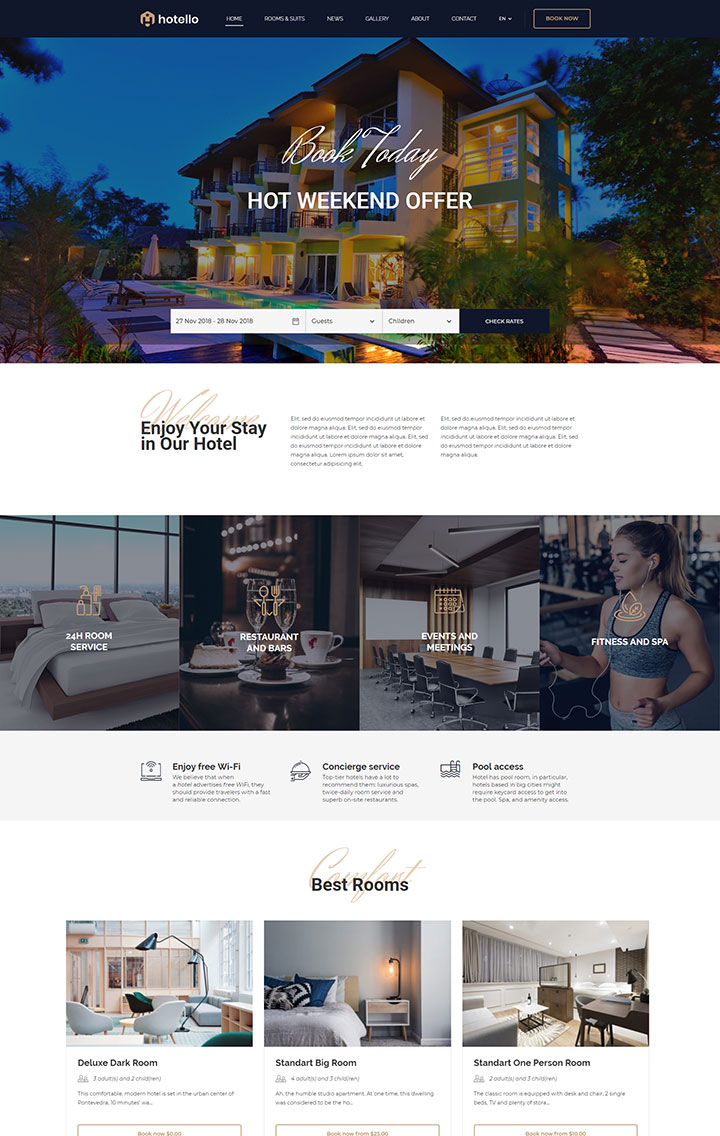 hotello
HOME ROOMS & SUITS NEWS GALLERY ABOUT CONTACT EN BOOK NOW
Book Today
HOT WEEKEND OFFER
27 Nov 2018 - 28 Nov 2018 Guests Children CHECK RATES
Welcome
Enjoy Your Stay
in Our Hotel
Elit, sed do eiusmod tempor incididunt ut labore et
dolore magna aliqua. Elit, sed do eiusmod tempor
incididunt ut labore et dolore magna aliqua. Elit, sed
do eiusmod tempor incididunt ut labore et dolore
magna aliqua. Lorem ipsum dolor sit amet,
consectetur adipisicing elit.
Elit, sed do eiusmod tempor incididunt ut labore et
dolore magna aliqua. Elit, sed do eiusmod tempor
incididunt ut labore et dolore magna aliqua. Elit, sed
do eiusmod tempor incididunt ut labore et dolore
magna aliqua.
24H ROOM
SERVICE
RESTAURANT
AND BARS
EVENTS AND
MEETINGS
FITNESS AND SPA
Enjoy free Wi-Fi
We believe that when
a hotel advertises free WiFi, they
should provide travelers with a fast
and reliable connection.
Concierge service
Top-tier hotels have a lot to
recommend them: luxurious spas,
twice-daily room service and
superb on-site restaurants.
Pool access
Hotel has pool room, in particular,
hotels based in big cities might
require keycard access to get into
the pool. Spa, and amenity access.
Comfort
Best Rooms
Deluxe Dark Room
3 adult(s) and 2 child(ren)
This comfortable, modern hotel is set in the urban center of
Pontevedra, 10 minutes' wa...
Book now $0.00
Standart Big Room
4 adult(s) and 3 child(ren)
Ah, the humble studio apartment. At one time, this dwelling
was considered to be the ho...
Book now from $25.00
Standart One Person Room
2 adult(s) and 3 child(ren)
The classic room is equipped with desk and chair, 2 single
beds, TV and plenty of stora...
Book now from $10.00